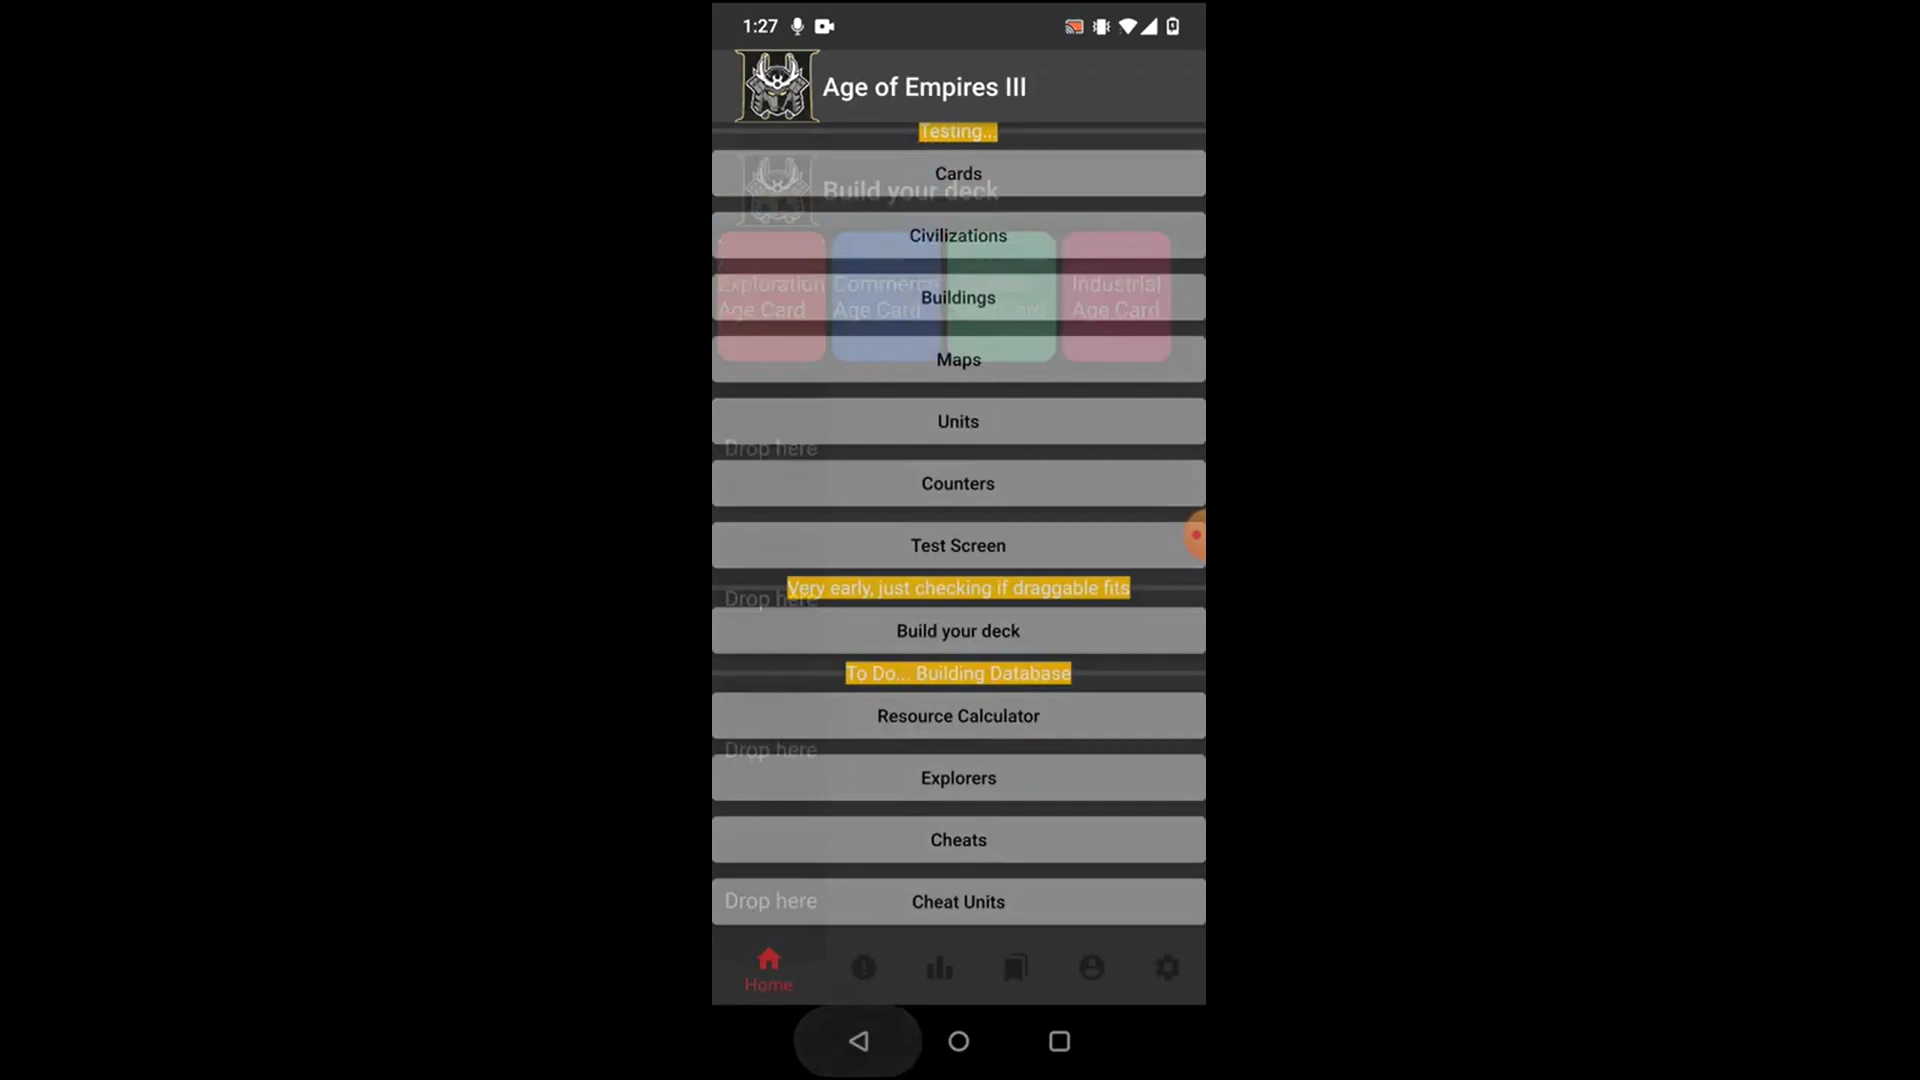 1:27
Age of Empires III
Testing...
Cards
Build your deck
Civilizations
Exploration
Age Card
Commerce
Age Card
Industrial
Age Card
Buildings
Maps
Units
Drop here
Counters
Test Screen
Very early, just checking if draggable fits
Drop here
Build your deck
To Do... Building Database
Resource Calculator
Drop here
Explorers
Cheats
Drop here
Cheat Units
Home